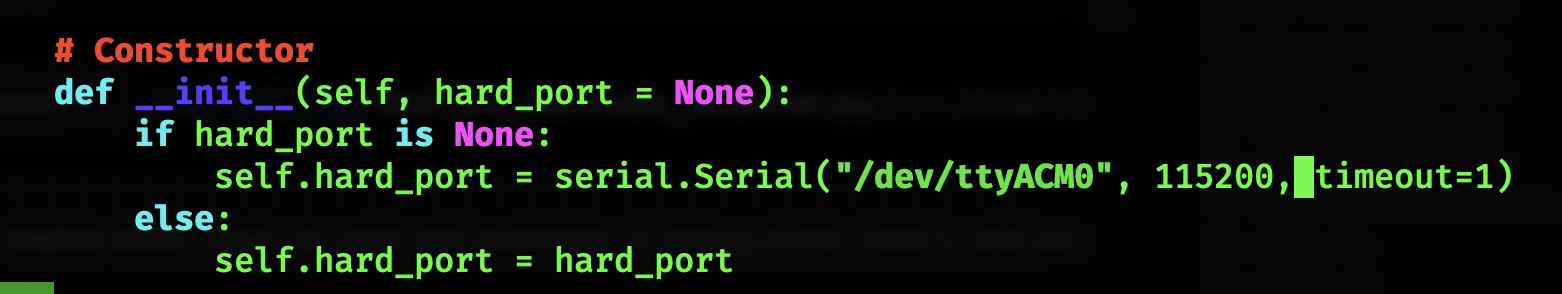 # Constructor
def __init__(self, hard_port = None):
    if hard_port is None:
        self.hard_port = serial.Serial("/dev/ttyACM0", 115200, timeout=1)
    else:
        self.hard_port = hard_port